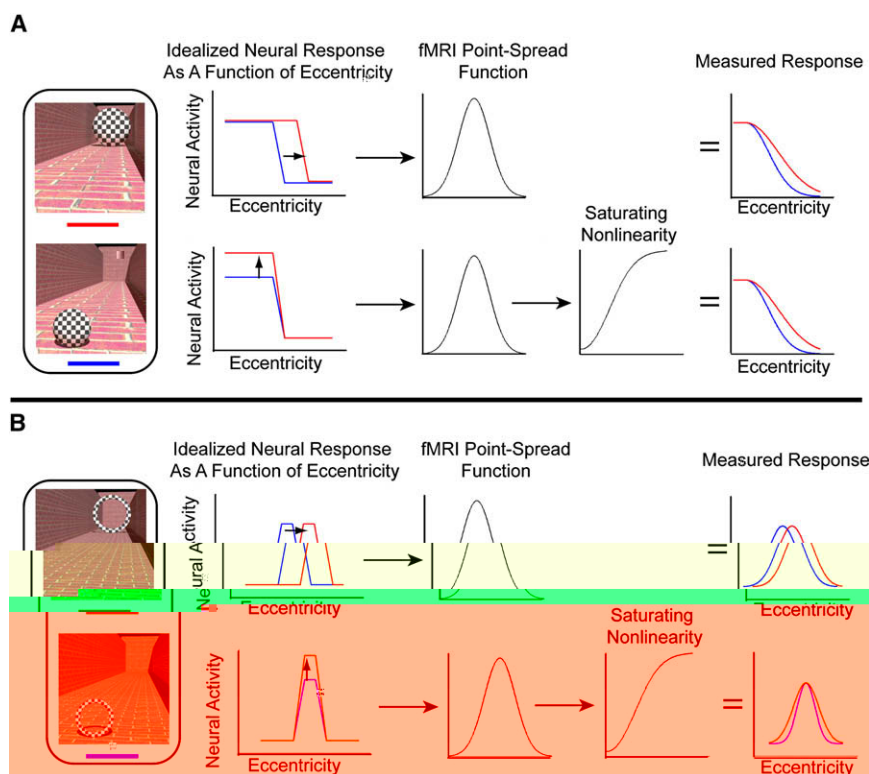 A
Idealized Neural Response
As A Function of Eccentricity
fMRI Point-Spread
Function
Measured Response
Neural Activity
Eccentricity
=
Eccentricity
Saturating
Nonlinearity
Neural Activity
Eccentricity
=
Eccentricity
B
Idealized Neural Response
As A Function of Eccentricity
fMRI Point-Spread
Function
Measured Response
Neural Activity
=
Eccentricity
Eccentricity
Saturating
Nonlinearity
Neural Activity
=
Eccentricity
Eccentricity